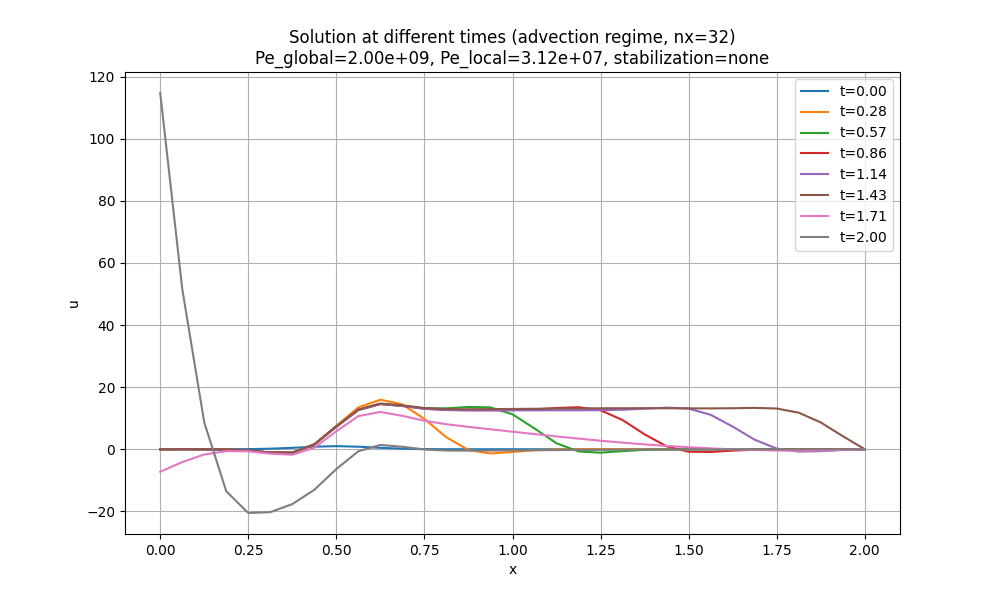 Solution at different times (advection regime, nx=32)
Pe_global=2.00e+09, Pe_local=3.12e+07, stabilization=none
120
100
80
60
40
20
0
−20
u
t=0.00
t=0.28
t=0.57
t=0.86
t=1.14
t=1.43
t=1.71
t=2.00
0.00 0.25 0.50 0.75 1.00 1.25 1.50 1.75 2.00
x